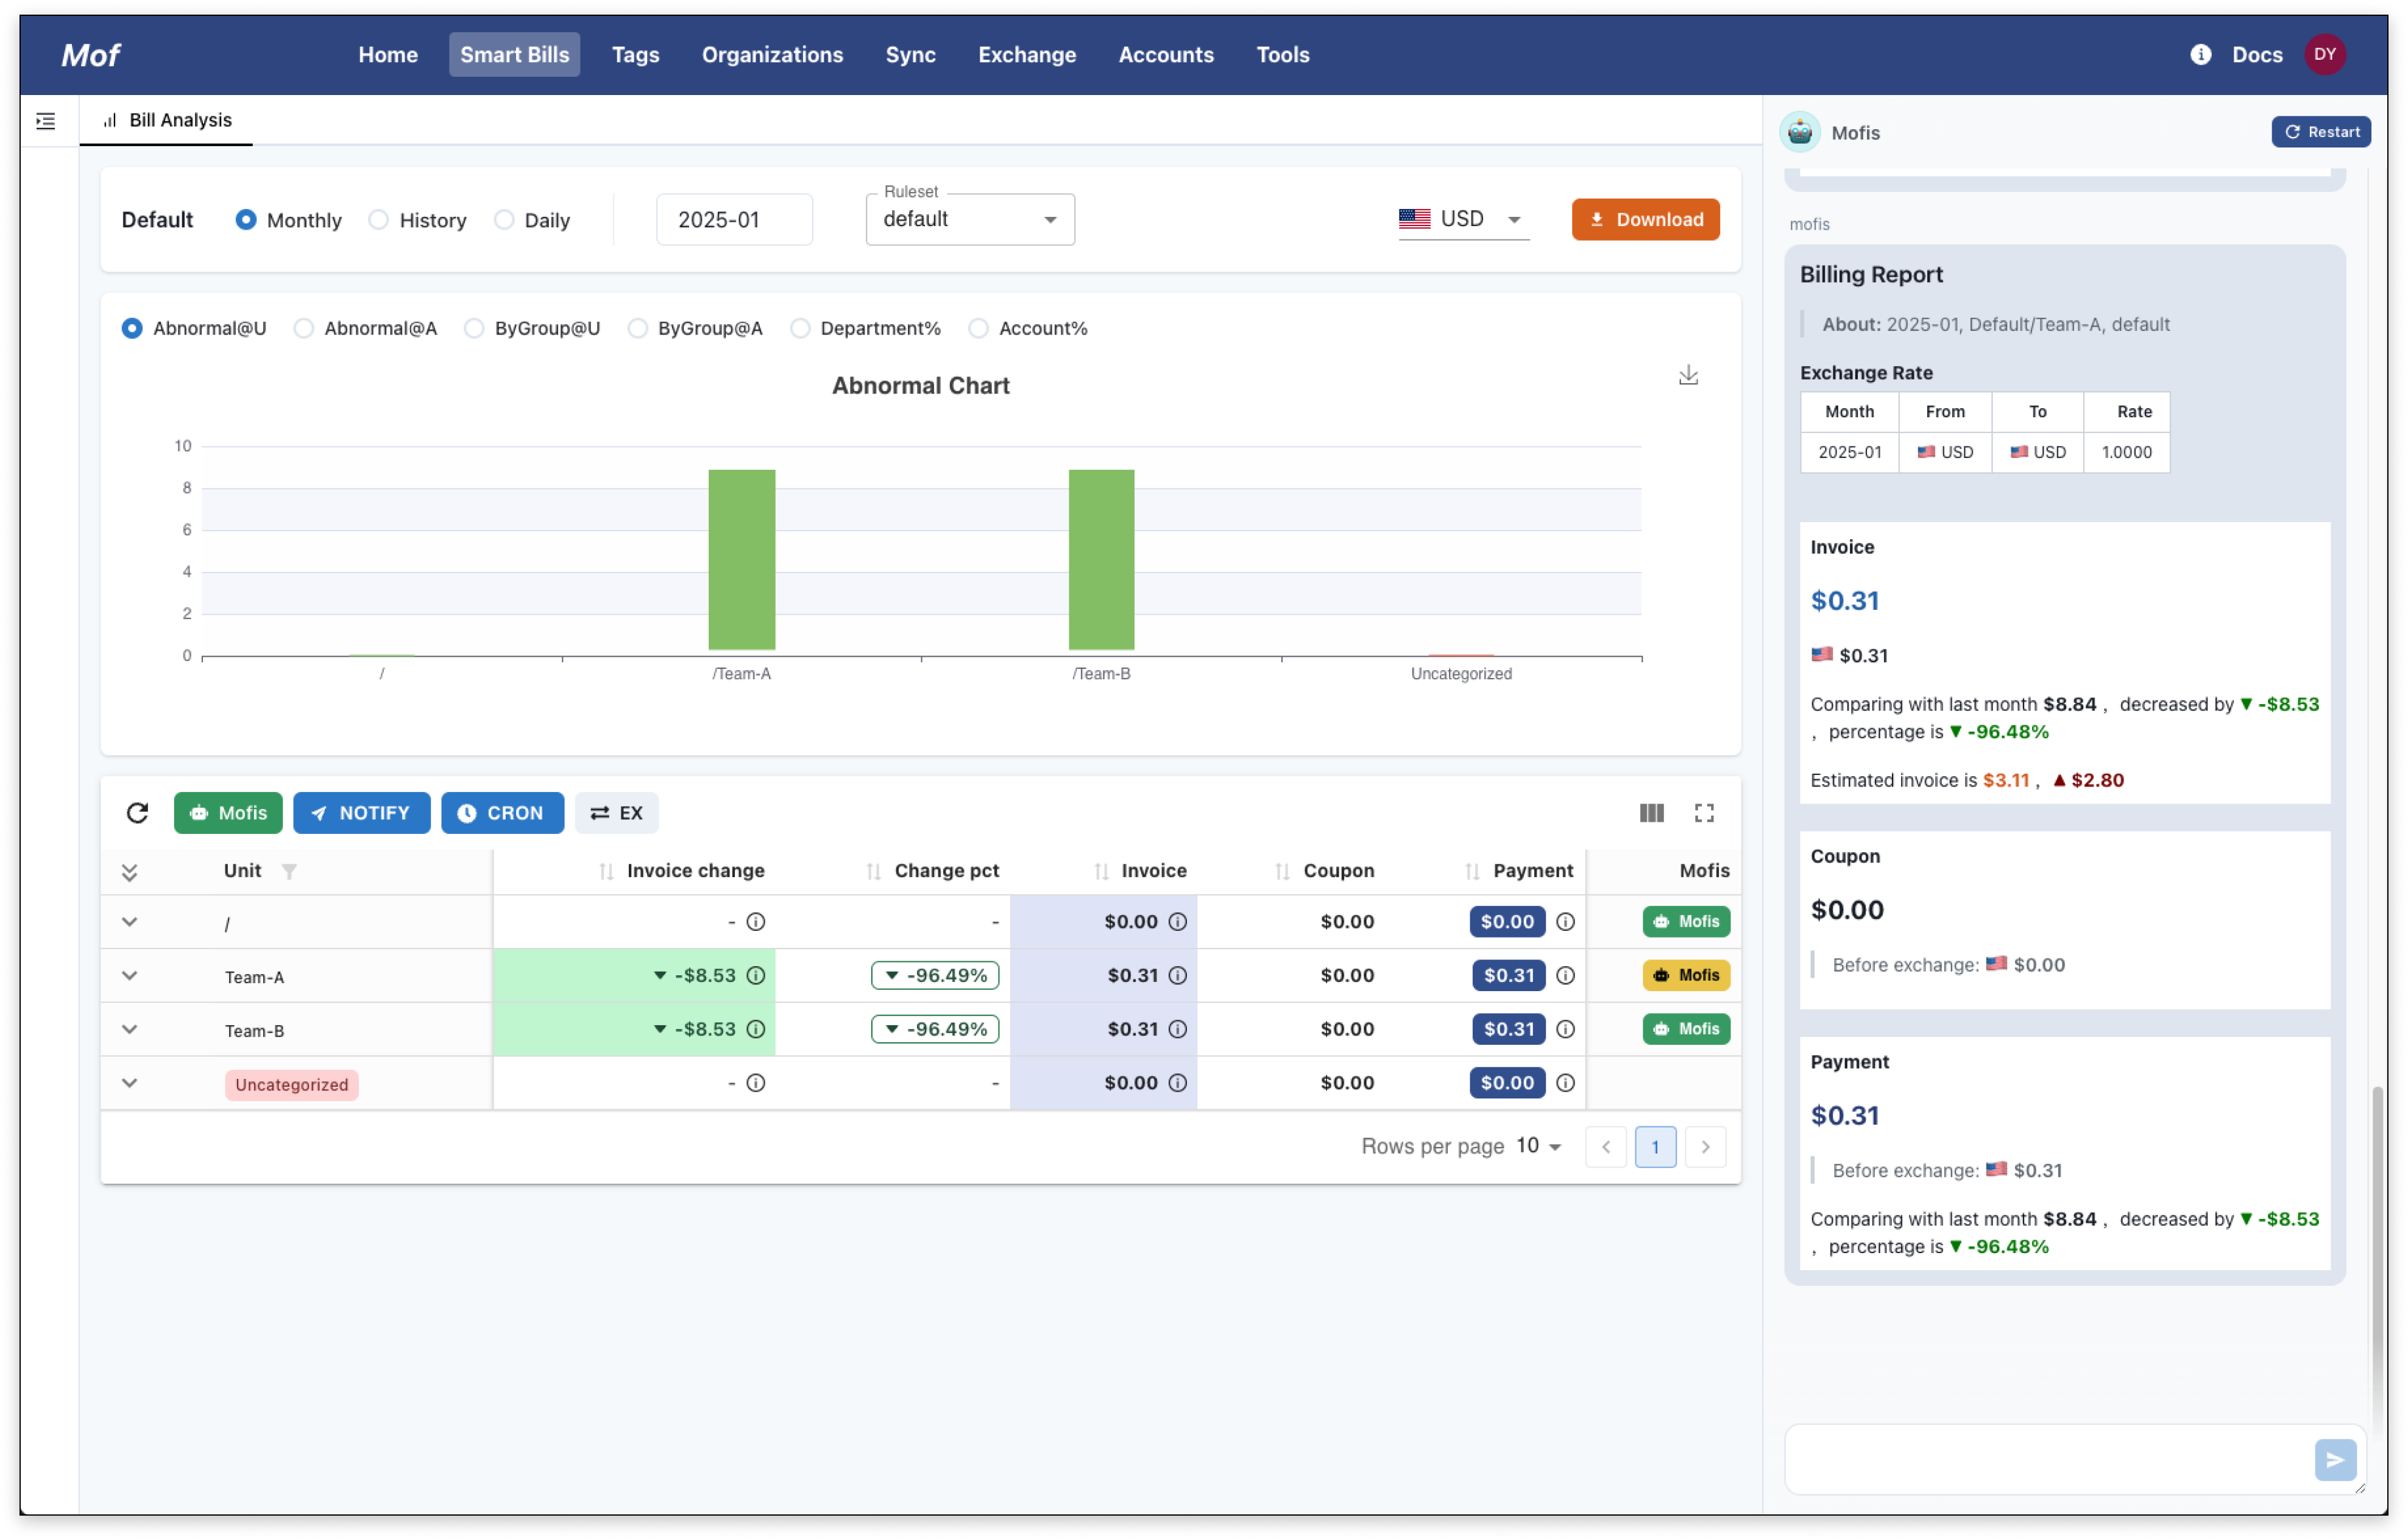 Mof Home Smart Bills Tags Organizations Sync Exchange Accounts Tools Docs DY
Bill Analysis
Default Monthly History Daily 2025-01 Ruleset default USD Download
Abnormal@U Abnormal@A ByGroup@U ByGroup@A Department% Account%
Abnormal Chart
10
8
6
4
2
0
/ /Team-A /Team-B Uncategorized
Mofis NOTIFY CRON EX
Unit Invoice change Change pct Invoice Coupon Payment Mofis
/ - - $0.00 $0.00 $0.00 Mofis
Team-A ▼ -$8.53 ▼ -96.49% $0.31 $0.00 $0.31 Mofis
Team-B ▼ -$8.53 ▼ -96.49% $0.31 $0.00 $0.31 Mofis
Uncategorized - - $0.00 $0.00 $0.00
Rows per page 10 1
Mofis Restart
mofis
Billing Report
About: 2025-01, Default/Team-A, default
Exchange Rate
Month From To Rate
2025-01 USD USD 1.0000
Invoice
$0.31
$0.31
Comparing with last month $8.84 , decreased by ▼ -$8.53
, percentage is ▼ -96.48%
Estimated invoice is $3.11 , ▲ $2.80
Coupon
$0.00
Before exchange: $0.00
Payment
$0.31
Before exchange: $0.31
Comparing with last month $8.84 , decreased by ▼ -$8.53
, percentage is ▼ -96.48%